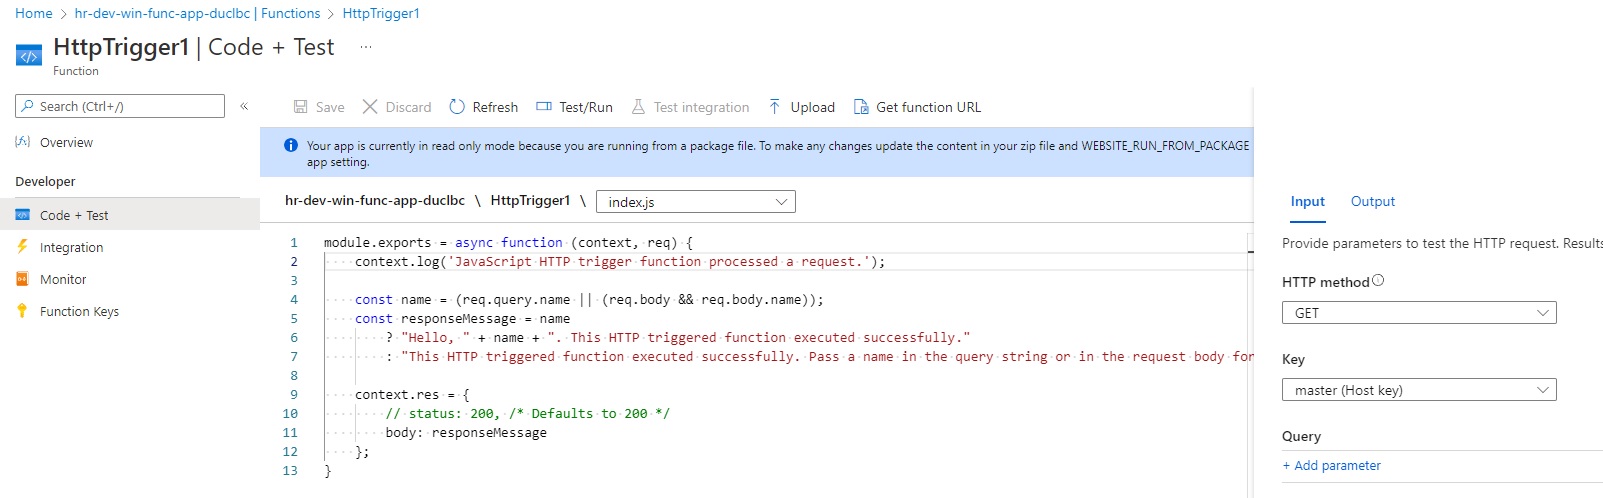 Home > hr-dev-win-func-app-duclbc | Functions > HttpTrigger1
HttpTrigger1 | Code + Test ...
Function
Search (Ctrl+/) «
Overview
Developer
Code + Test
Integration
Monitor
Function Keys
Save Discard Refresh Test/Run Test integration Upload Get function URL
Your app is currently in read only mode because you are running from a package file. To make any changes update the content in your zip file and WEBSITE_RUN_FROM_PACKAGE
app setting.
hr-dev-win-func-app-duclbc \ HttpTrigger1 \ index.js
1 module.exports = async function (context, req) {
2 context.log('JavaScript HTTP trigger function processed a request.');
3
4 const name = (req.query.name || (req.body && req.body.name));
5 const responseMessage = name
6 ? "Hello, " + name + ". This HTTP triggered function executed successfully."
7 : "This HTTP triggered function executed successfully. Pass a name in the query string or in the request body for
8
9 context.res = {
10 // status: 200, /* Defaults to 200 */
11 body: responseMessage
12 };
13 }
Input Output
Provide parameters to test the HTTP request. Results
HTTP method
GET
Key
master (Host key)
Query
+ Add parameter